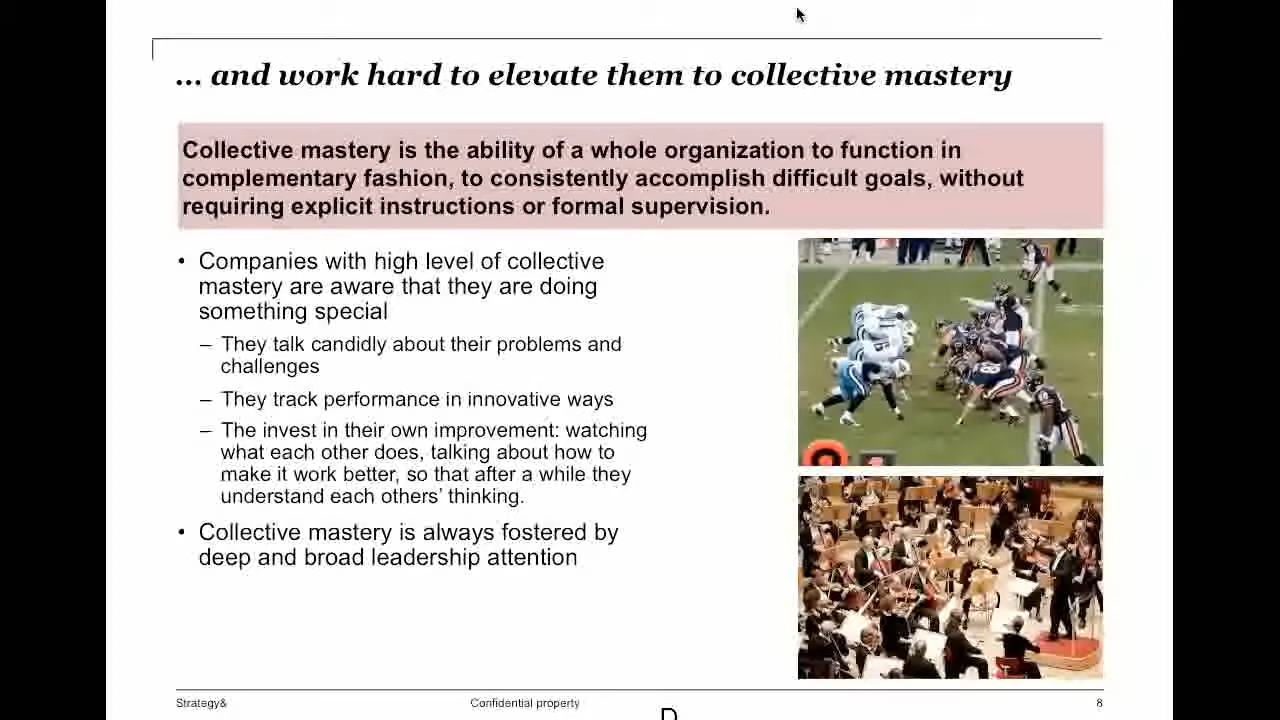 ... and work hard to elevate them to collective mastery
Collective mastery is the ability of a whole organization to function in
complementary fashion, to consistently accomplish difficult goals, without
requiring explicit instructions or formal supervision.
• Companies with high level of collective
mastery are aware that they are doing
something special
– They talk candidly about their problems and
challenges
– They track performance in innovative ways
– The invest in their own improvement: watching
what each other does, talking about how to
make it work better, so that after a while they
understand each others' thinking.
• Collective mastery is always fostered by
deep and broad leadership attention
Strategy&
Confidential property
8